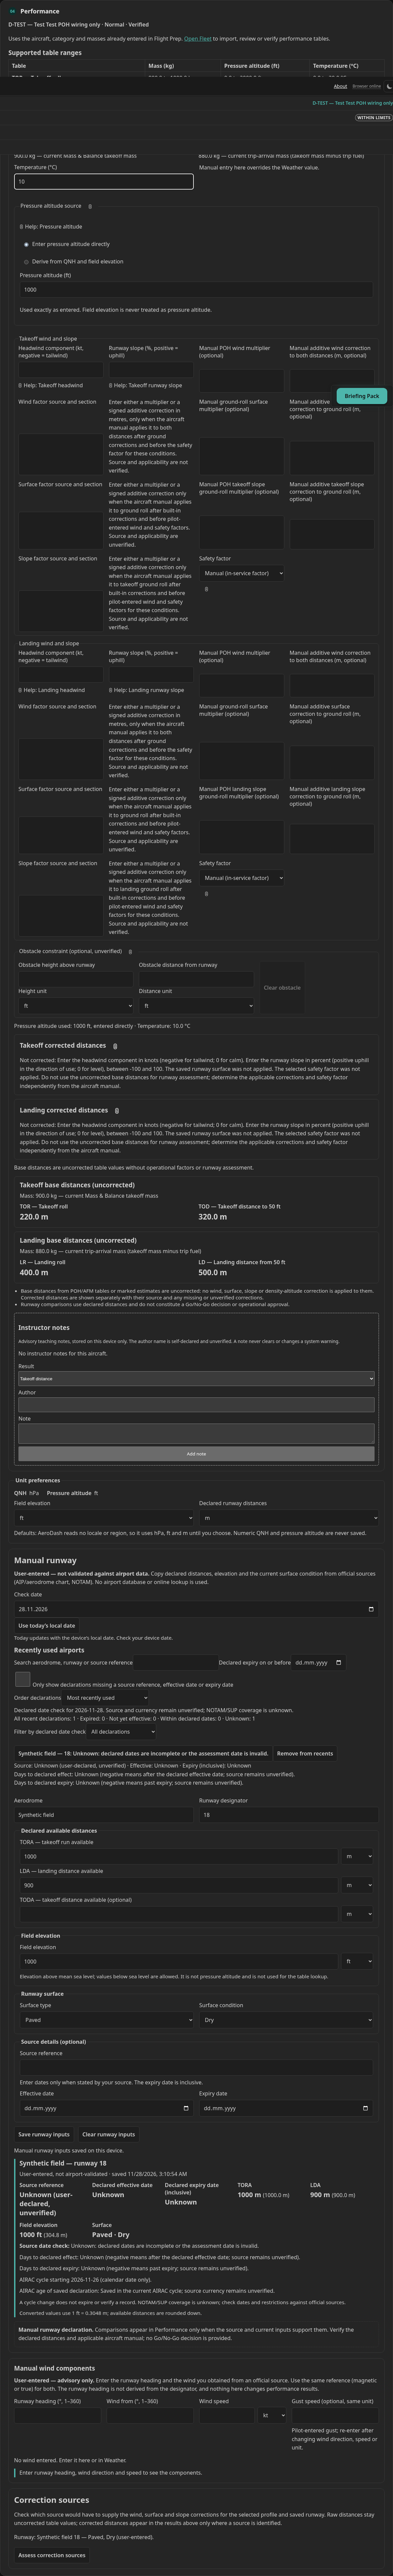 Performance
D-TEST — Test Test POH wiring only · Normal · Verified
Uses the aircraft, category and masses already entered in Flight Prep. Open Fleet to import, review or verify performance tables.
Supported table ranges
Table Mass (kg) Pressure altitude (ft) Temperature (°C)
About Browser online
D-TEST — Test Test POH wiring only
WITHIN LIMITS
900.0 kg — current Mass & Balance takeoff mass
880.0 kg — current trip-arrival mass (takeoff mass minus trip fuel)
Temperature (°C)
Manual entry here overrides the Weather value.
10
Pressure altitude source
Help: Pressure altitude
Enter pressure altitude directly
Derive from QNH and field elevation
Pressure altitude (ft)
1000
Used exactly as entered. Field elevation is never treated as pressure altitude.
Takeoff wind and slope
Headwind component (kt, negative = tailwind)
Runway slope (%, positive = uphill)
Manual POH wind multiplier (optional)
Manual additive wind correction to both distances (m, optional)
Help: Takeoff headwind
Help: Takeoff runway slope
Briefing Pack
Wind factor source and section
Enter either a multiplier or a signed additive correction in metres, only when the aircraft manual applies it to both distances after ground corrections and before the safety factor for these conditions. Source and applicability are not verified.
Manual ground-roll surface multiplier (optional)
Manual additive
correction to ground roll (m, optional)
Surface factor source and section
Enter either a multiplier or a signed additive correction in metres only when the aircraft manual applies it to ground roll after built-in corrections and before pilot-entered wind and safety factors. Source and applicability are unverified.
Manual POH takeoff slope ground-roll multiplier (optional)
Manual additive takeoff slope correction to ground roll (m, optional)
Slope factor source and section
Enter either a multiplier or a signed additive correction in metres only when the aircraft manual applies it to takeoff ground roll after built-in corrections and before pilot-entered wind and safety factors for these conditions. Source and applicability are not verified.
Safety factor
Manual (in-service factor)
Landing wind and slope
Headwind component (kt, negative = tailwind)
Runway slope (%, positive = uphill)
Manual POH wind multiplier (optional)
Manual additive wind correction to both distances (m, optional)
Help: Landing headwind
Help: Landing runway slope
Wind factor source and section
Enter either a multiplier or a signed additive correction in metres, only when the aircraft manual applies it to both distances after ground corrections and before the safety factor for these conditions. Source and applicability are not verified.
Manual ground-roll surface multiplier (optional)
Manual additive surface correction to ground roll (m, optional)
Surface factor source and section
Enter either a multiplier or a signed additive correction in metres only when the aircraft manual applies it to ground roll after built-in corrections and before pilot-entered wind and safety factors. Source and applicability are unverified.
Manual POH landing slope ground-roll multiplier (optional)
Manual additive landing slope correction to ground roll (m, optional)
Slope factor source and section
Enter either a multiplier or a signed additive correction in metres only when the aircraft manual applies it to landing ground roll after built-in corrections and before pilot-entered wind and safety factors for these conditions. Source and applicability are not verified.
Safety factor
Manual (in-service factor)
Obstacle constraint (optional, unverified)
Obstacle height above runway
Obstacle distance from runway
Clear obstacle
Height unit
Distance unit
ft
ft
Pressure altitude used: 1000 ft, entered directly · Temperature: 10.0 °C
Takeoff corrected distances
Not corrected: Enter the headwind component in knots (negative for tailwind; 0 for calm). Enter the runway slope in percent (positive uphill in the direction of use; 0 for level), between -100 and 100. The saved runway surface was not applied. The selected safety factor was not applied. Do not use the uncorrected base distances for runway assessment; determine the applicable corrections and safety factor independently from the aircraft manual.
Landing corrected distances
Not corrected: Enter the headwind component in knots (negative for tailwind; 0 for calm). Enter the runway slope in percent (positive uphill in the direction of use; 0 for level), between -100 and 100. The saved runway surface was not applied. The selected safety factor was not applied. Do not use the uncorrected base distances for runway assessment; determine the applicable corrections and safety factor independently from the aircraft manual.
Base distances are uncorrected table values without operational factors or runway assessment.
Takeoff base distances (uncorrected)
Mass: 900.0 kg — current Mass & Balance takeoff mass
TOR — Takeoff roll
220.0 m
TOD — Takeoff distance to 50 ft
320.0 m
Landing base distances (uncorrected)
Mass: 880.0 kg — current trip-arrival mass (takeoff mass minus trip fuel)
LR — Landing roll
400.0 m
LD — Landing distance from 50 ft
500.0 m
Base distances from POH/AFM tables or marked estimates are uncorrected: no wind, surface, slope or density-altitude correction is applied to them. Corrected distances are shown separately with their source and any missing or unverified corrections.
Runway comparisons use declared distances and do not constitute a Go/No-Go decision or operational approval.
Instructor notes
Advisory teaching notes, stored on this device only. The author name is self-declared and unverified. A note never clears or changes a system warning.
No instructor notes for this aircraft.
Result
Takeoff distance
Author
Note
Add note
Unit preferences
QNH hPa Pressure altitude ft
Field elevation
Declared runway distances
ft
m
Defaults: AeroDash reads no locale or region, so it uses hPa, ft and m until you choose. Numeric QNH and pressure altitude are never saved.
Manual runway
User-entered — not validated against airport data. Copy declared distances, elevation and the current surface condition from official sources (AIP/aerodrome chart, NOTAM). No airport database or online lookup is used.
Check date
28.11.2026
Use today's local date
Today updates with the device's local date. Check your device date.
Recently used airports
Search aerodrome, runway or source reference
Declared expiry on or before dd.mm.yyyy
Only show declarations missing a source reference, effective date or expiry date
Order declarations Most recently used
Declared date check for 2026-11-28. Source and currency remain unverified; NOTAM/SUP coverage is unknown.
All recent declarations: 1 · Expired: 0 · Not yet effective: 0 · Within declared dates: 0 · Unknown: 1
Filter by declared date check All declarations
Synthetic field — 18: Unknown: declared dates are incomplete or the assessment date is invalid.
Remove from recents
Source: Unknown (user-declared, unverified) · Effective: Unknown · Expiry (inclusive): Unknown
Days to declared effect: Unknown (negative means after the declared effective date; source remains unverified).
Days to declared expiry: Unknown (negative means past expiry; source remains unverified).
Aerodrome
Runway designator
Synthetic field
18
Declared available distances
TORA — takeoff run available
1000
m
LDA — landing distance available
900
m
TODA — takeoff distance available (optional)
m
Field elevation
Field elevation
1000
ft
Elevation above mean sea level; values below sea level are allowed. It is not pressure altitude and is not used for the table lookup.
Runway surface
Surface type
Surface condition
Paved
Dry
Source details (optional)
Source reference
Enter dates only when stated by your source. The expiry date is inclusive.
Effective date
Expiry date
dd.mm.yyyy
dd.mm.yyyy
Save runway inputs
Clear runway inputs
Manual runway inputs saved on this device.
Synthetic field — runway 18
User-entered, not airport-validated · saved 11/28/2026, 3:10:54 AM
Source reference
Unknown (user-declared, unverified)
Declared effective date
Unknown
Declared expiry date (inclusive)
Unknown
TORA
1000 m (1000.0 m)
LDA
900 m (900.0 m)
Field elevation
1000 ft (304.8 m)
Surface
Paved · Dry
Source date check: Unknown: declared dates are incomplete or the assessment date is invalid.
Days to declared effect: Unknown (negative means after the declared effective date; source remains unverified).
Days to declared expiry: Unknown (negative means past expiry; source remains unverified).
AIRAC cycle starting 2026-11-26 (calendar date only).
AIRAC age of saved declaration: Saved in the current AIRAC cycle; source currency remains unverified.
A cycle change does not expire or verify a record. NOTAM/SUP coverage is unknown; check dates and restrictions against official sources.
Converted values use 1 ft = 0.3048 m; available distances are rounded down.
Manual runway declaration. Comparisons appear in Performance only when the source and current inputs support them. Verify the declared distances and applicable aircraft manual; no Go/No-Go decision is provided.
Manual wind components
User-entered — advisory only. Enter the runway heading and the wind you obtained from an official source. Use the same reference (magnetic or true) for both. The runway heading is not derived from the designator, and nothing here changes performance results.
Runway heading (°, 1–360)
Wind from (°, 1–360)
Wind speed
Gust speed (optional, same unit)
kt
Pilot-entered gust; re-enter after changing wind direction, speed or unit.
No wind entered. Enter it here or in Weather.
Enter runway heading, wind direction and speed to see the components.
Correction sources
Check which source would have to supply the wind, surface and slope corrections for the selected profile and saved runway. Raw distances stay uncorrected table values; corrected distances appear in the results above only where a source is identified.
Runway: Synthetic field 18 — Paved, Dry (user-entered).
Assess correction sources